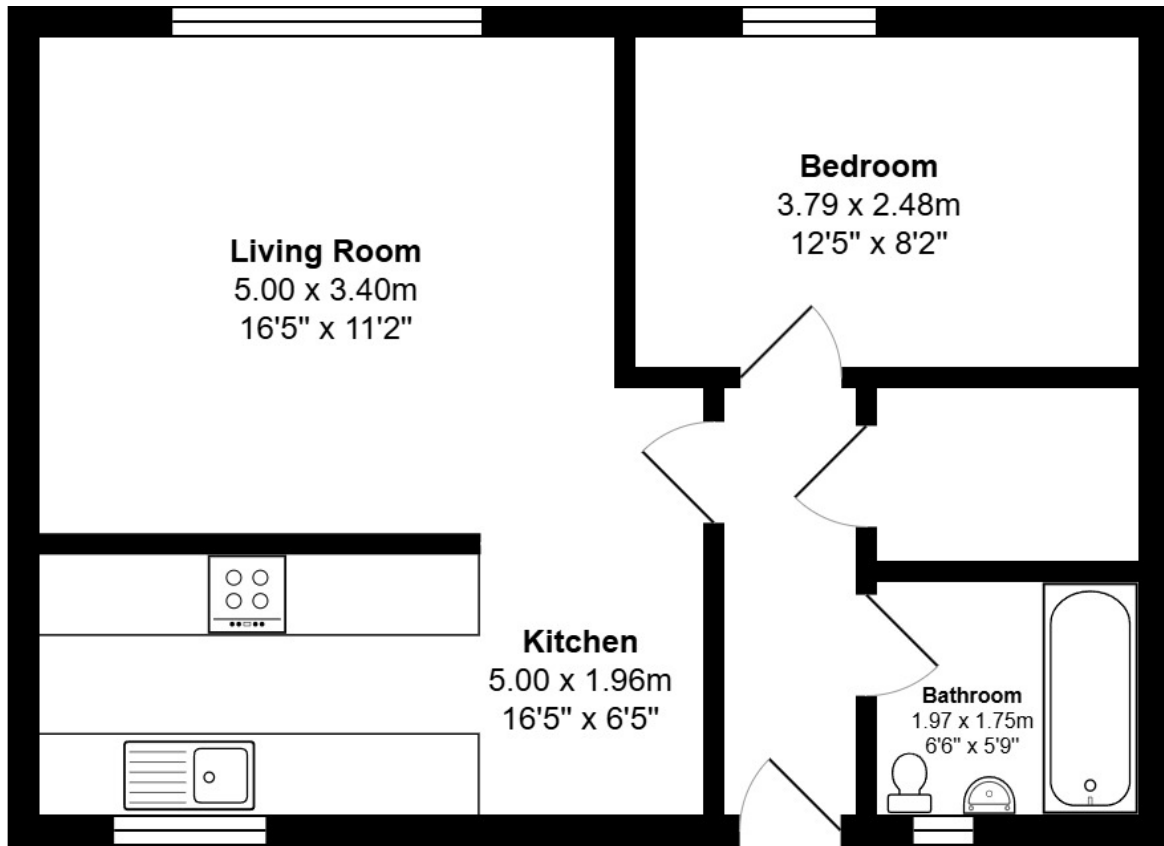 Bedroom
3.79 x 2.48m
12'5" x 8'2"
Living Room
5.00 x 3.40m
16'5" x 11'2"
Kitchen
5.00 x 1.96m
16'5" x 6'5"
Bathroom
1.97 x 1.75m
6'6" x 5'9"